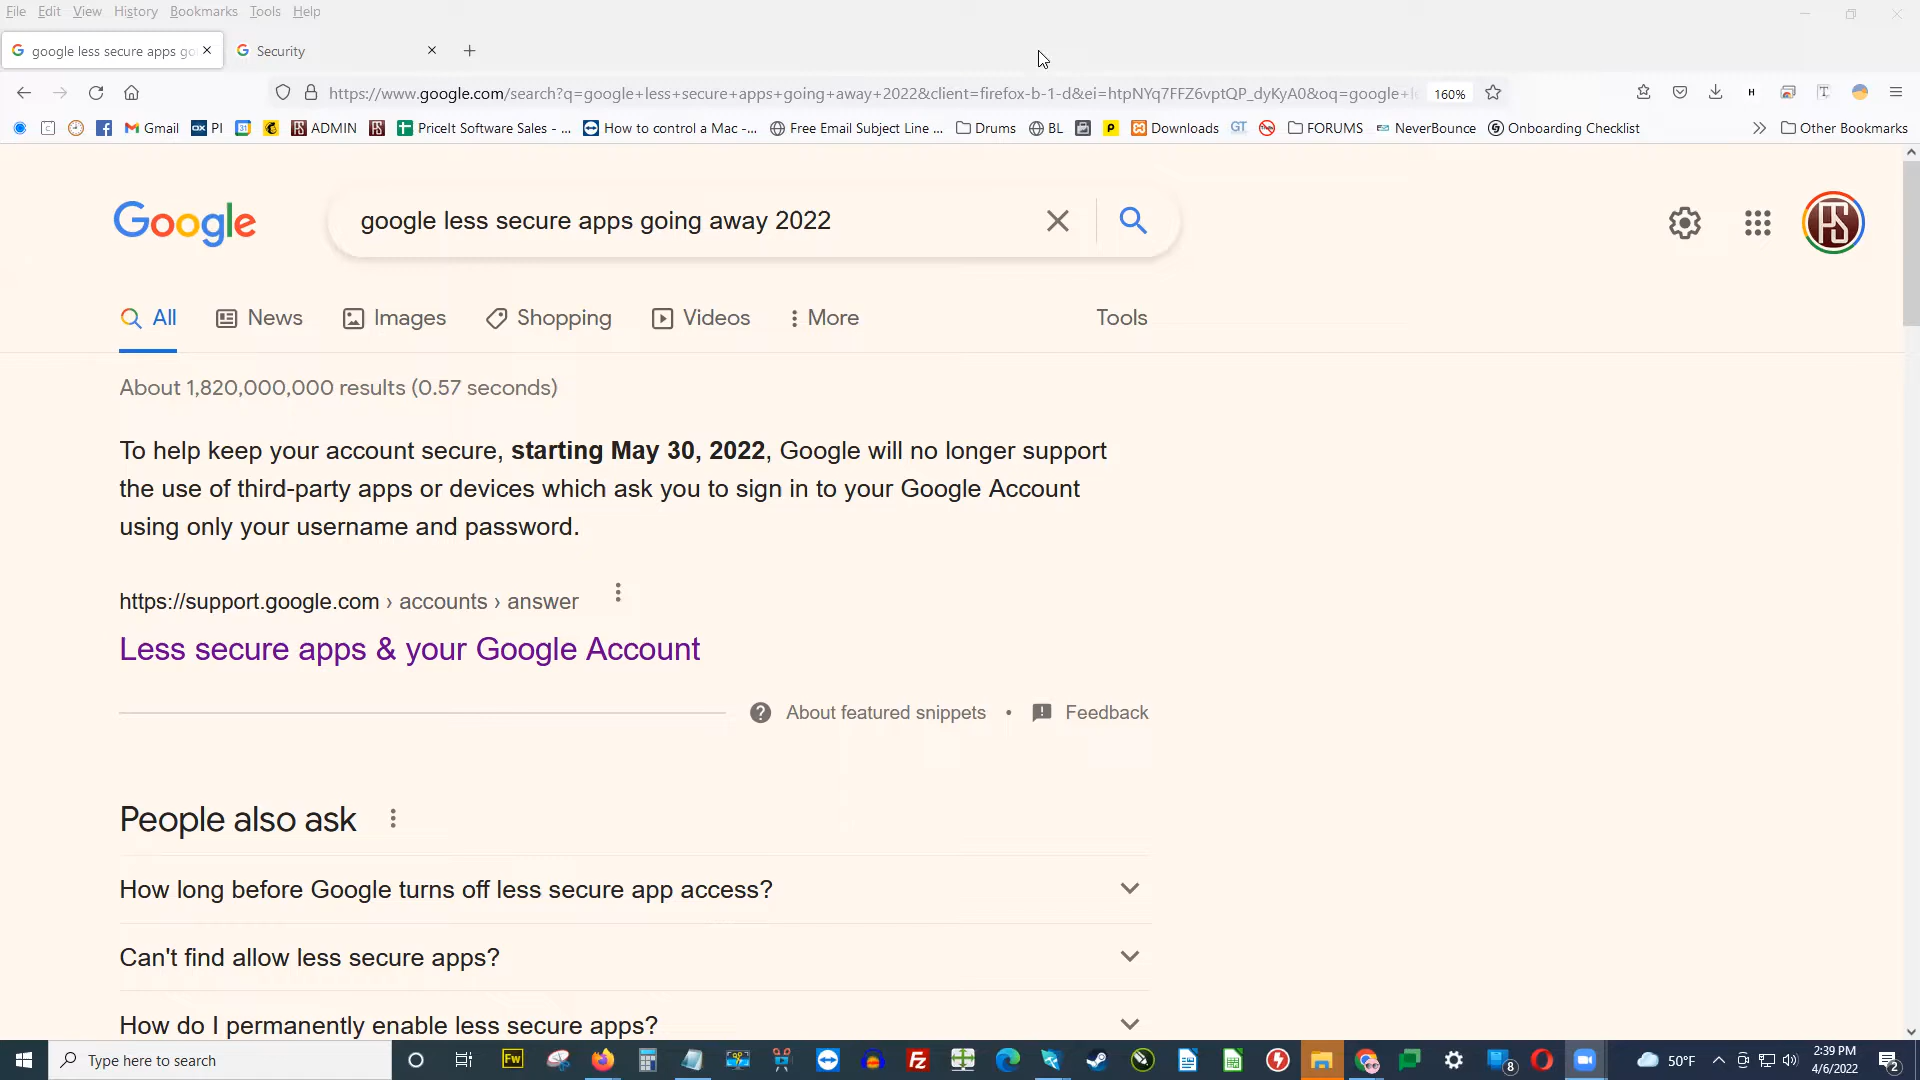 File Edit View History Bookmarks Tools Help
google less secure apps go
Security
https://www.google.com/search?q=google+less+secure+apps+going+away+2022&client=firefox-b-1-d&ei=htpNYq7FFZ6vptQP_dyKyA0&oq=google+l
160%
Gmail PI ADMIN PriceIt Software Sales - ... How to control a Mac -... Free Email Subject Line ... Drums BL Downloads GT FORUMS NeverBounce Onboarding Checklist Other Bookmarks
Google
google less secure apps going away 2022
PS
All News Images Shopping Videos More Tools
About 1,820,000,000 results (0.57 seconds)
To help keep your account secure, starting May 30, 2022, Google will no longer support
the use of third-party apps or devices which ask you to sign in to your Google Account
using only your username and password.
https://support.google.com › accounts › answer
Less secure apps & your Google Account
About featured snippets • Feedback
People also ask
How long before Google turns off less secure app access?
Can't find allow less secure apps?
How do I permanently enable less secure apps?
Type here to search
Fw
FZ
8
50°F
2:39 PM
4/6/2022
2